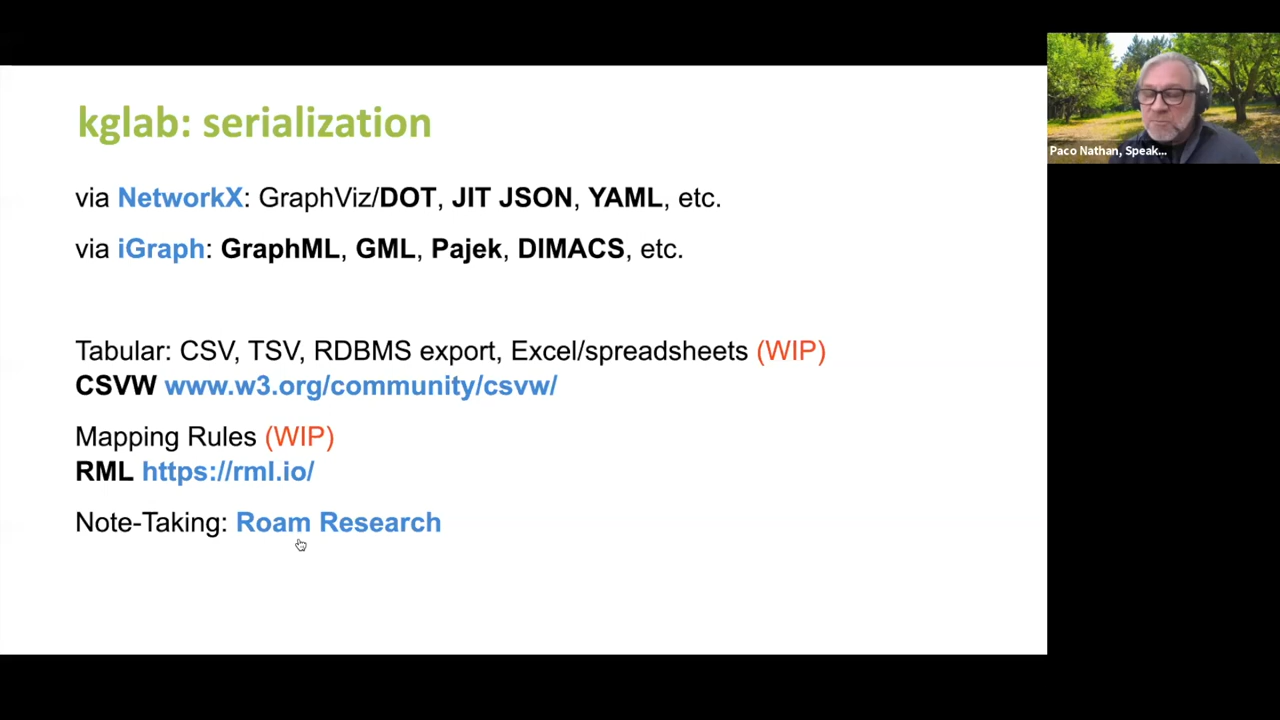 kglab: serialization
via NetworkX: GraphViz/DOT, JIT JSON, YAML, etc.
via iGraph: GraphML, GML, Pajek, DIMACS, etc.
Tabular: CSV, TSV, RDBMS export, Excel/spreadsheets (WIP)
CSVW www.w3.org/community/csvw/
Mapping Rules (WIP)
RML https://rml.io/
Note-Taking: Roam Research
Paco Nathan, Speak...